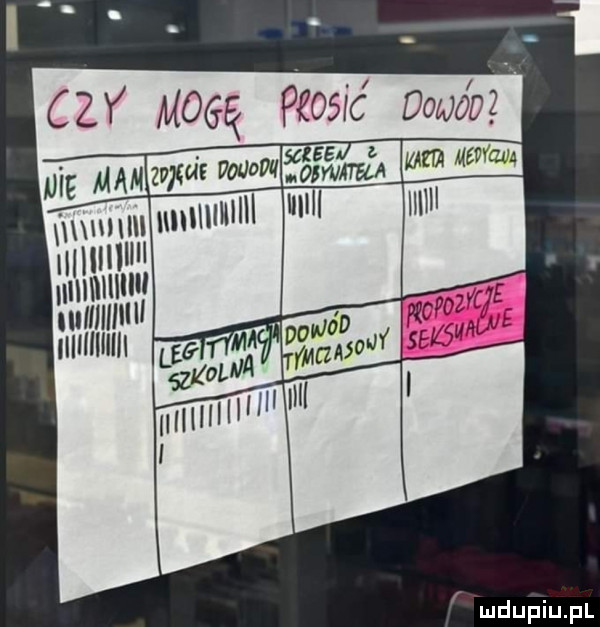 CZY MOGĘ PROSIĆ DOWÓD?
NIE MAM
ZDJĘCIE DOWODU
SCREEN Z
mOBYWATELA
KARTA MEDYCZNA
LEGITYMACJA
SZKOLNA
DOWÓD
TYMCZASOWY
PROPOZYCJE
SEKSUALNE
mdupiu.pl